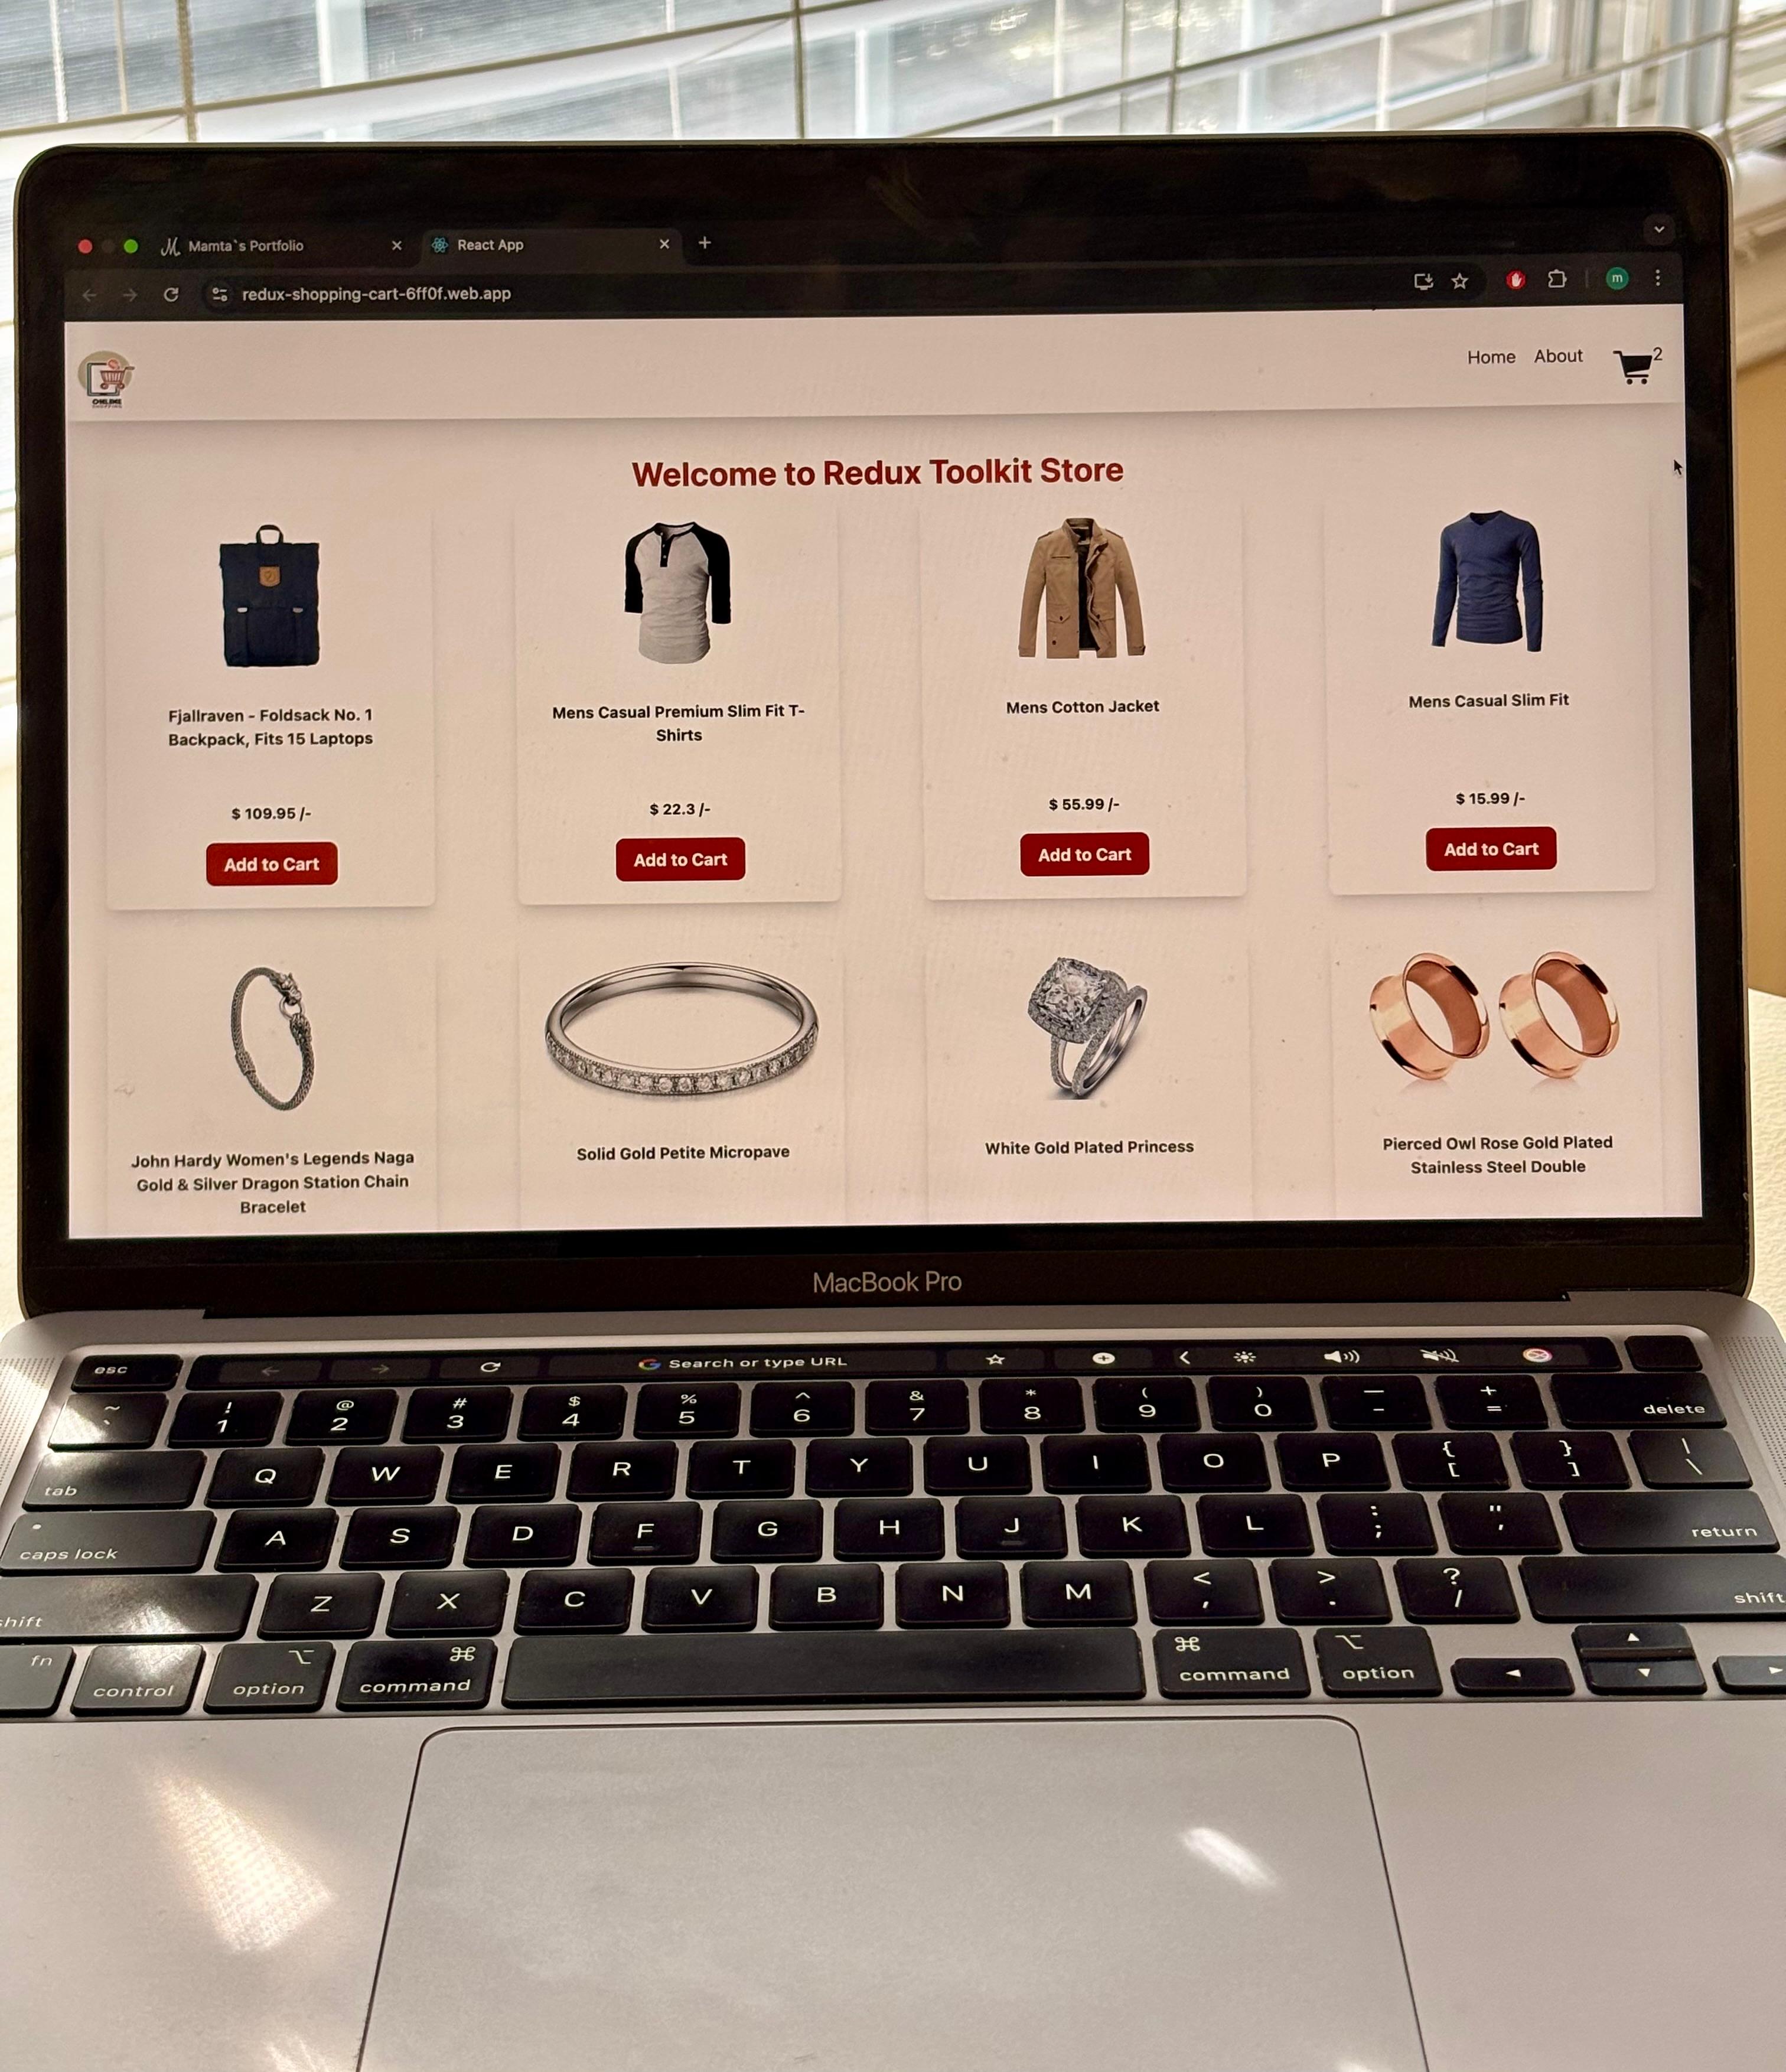 Mamta`s Portfolio
React App
redux-shopping-cart-6ff0f.web.app
m
Home About 2
ONLINE
SHOPPING
Welcome to Redux Toolkit Store
Fjallraven - Foldsack No. 1
Backpack, Fits 15 Laptops
$ 109.95 /-
Add to Cart
Mens Casual Premium Slim Fit T-
Shirts
$ 22.3 /-
Add to Cart
Mens Cotton Jacket
$ 55.99 /-
Add to Cart
Mens Casual Slim Fit
$ 15.99 /-
Add to Cart
John Hardy Women's Legends Naga
Gold & Silver Dragon Station Chain
Bracelet
Solid Gold Petite Micropave
White Gold Plated Princess
Pierced Owl Rose Gold Plated
Stainless Steel Double
MacBook Pro
esc G Search or type URL
~ ! @ # $ % ^ & * ( ) — +
` 1 2 3 4 5 6 7 8 9 0 - = delete
tab Q W E R T Y U I O P { [ } ] | \
caps lock A S D F G H J K L : ; " ' return
shift Z X C V B N M < , > . ? / shift
fn control option ⌥ command ⌘ ⌘ command ⌥ option ◄ ▲ ▼ ►